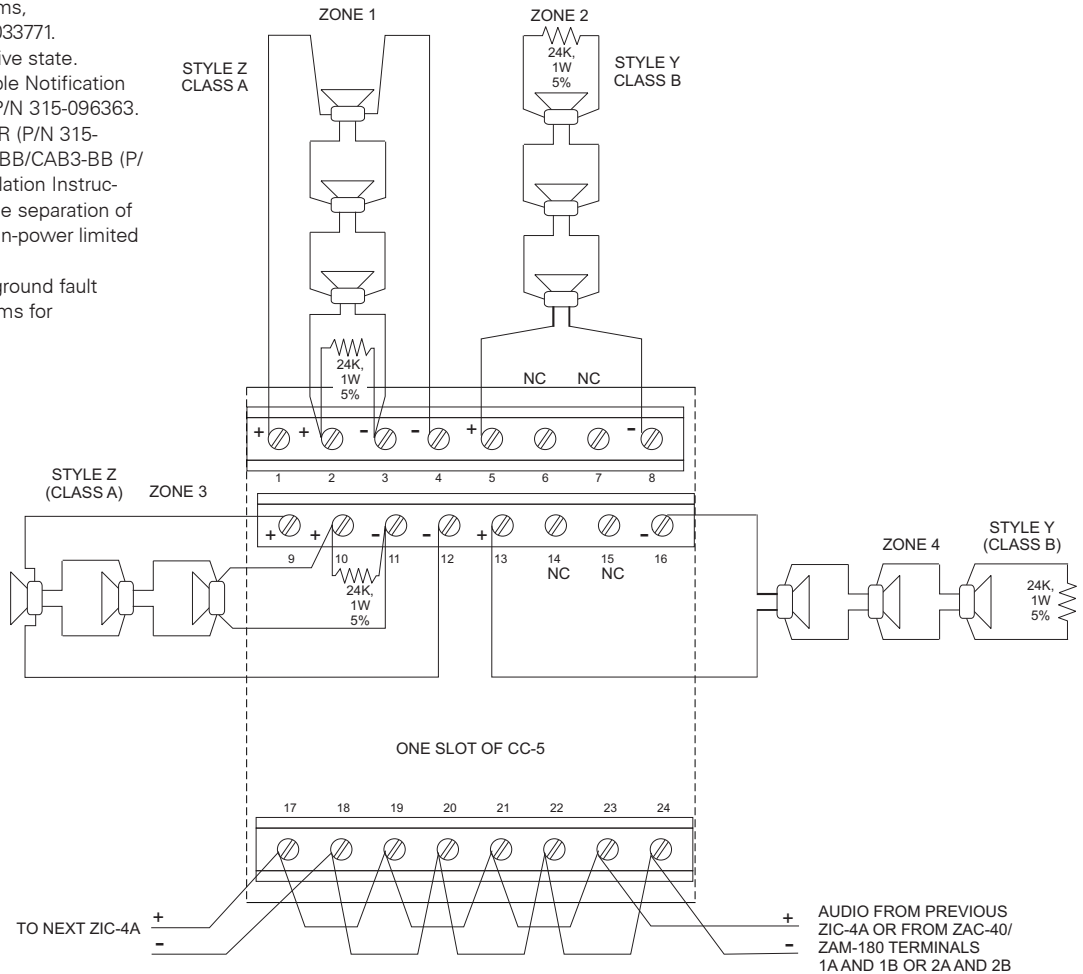 ms,
033771.
ive state.
ble Notification
P/N 315-096363.
R (P/N 315-
BB/CAB3-BB (P/
lation Instruc-
e separation of
n-power limited
ground fault
ms for
ZONE 1
STYLE Z
CLASS A
24K,
1W
5%
ZONE 2
24K,
1W
5%
STYLE Y
CLASS B
NC NC
+ + - - + -
1 2 3 4 5 6 7 8
STYLE Z
(CLASS A)
ZONE 3
+ + - - + -
9 10 11 12 13 14 15 16
NC NC
24K,
1W
5%
ZONE 4
STYLE Y
(CLASS B)
24K,
1W
5%
ONE SLOT OF CC-5
17 18 19 20 21 22 23 24
TO NEXT ZIC-4A
+
-
+
-
AUDIO FROM PREVIOUS
ZIC-4A OR FROM ZAC-40/
ZAM-180 TERMINALS
1A AND 1B OR 2A AND 2B